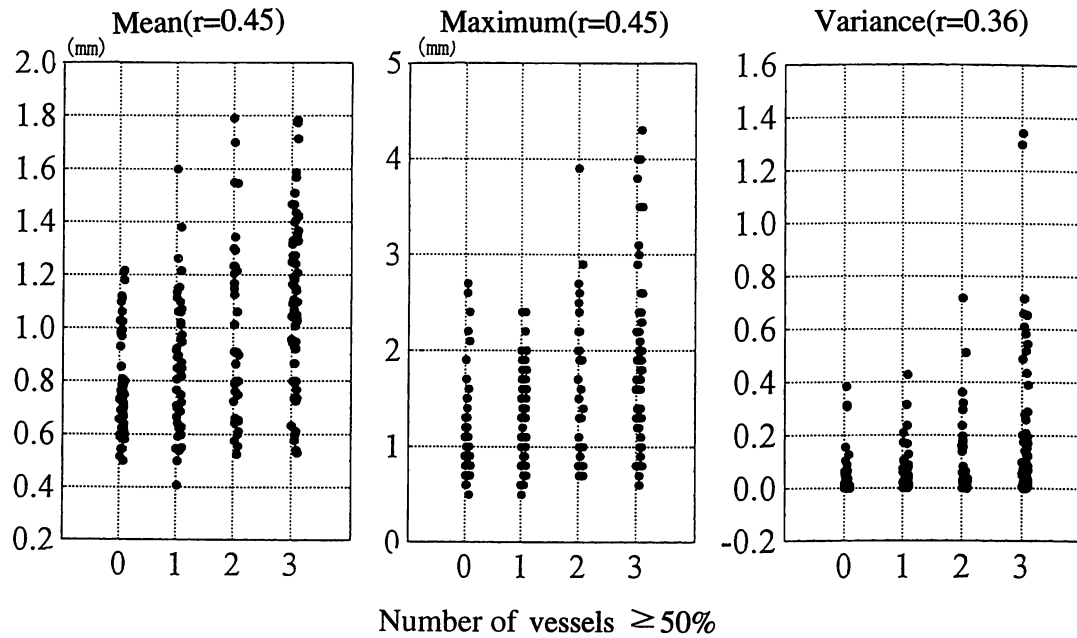 Mean(r=0.45)
(mm)
2.0
1.8
1.6
1.4
1.2
1.0
0.8
0.6
0.4
0.2
0 1 2 3
Maximum(r=0.45)
(mm)
5
4
3
2
1
0
0 1 2 3
Variance(r=0.36)
1.6
1.4
1.2
1.0
0.8
0.6
0.4
0.2
0.0
-0.2
0 1 2 3
Number of vessels ≧50%